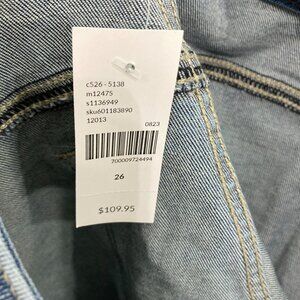 c526 - 5138
m12475
s1136949
sku601183890
12013
0823
700009724494
26
$109.95